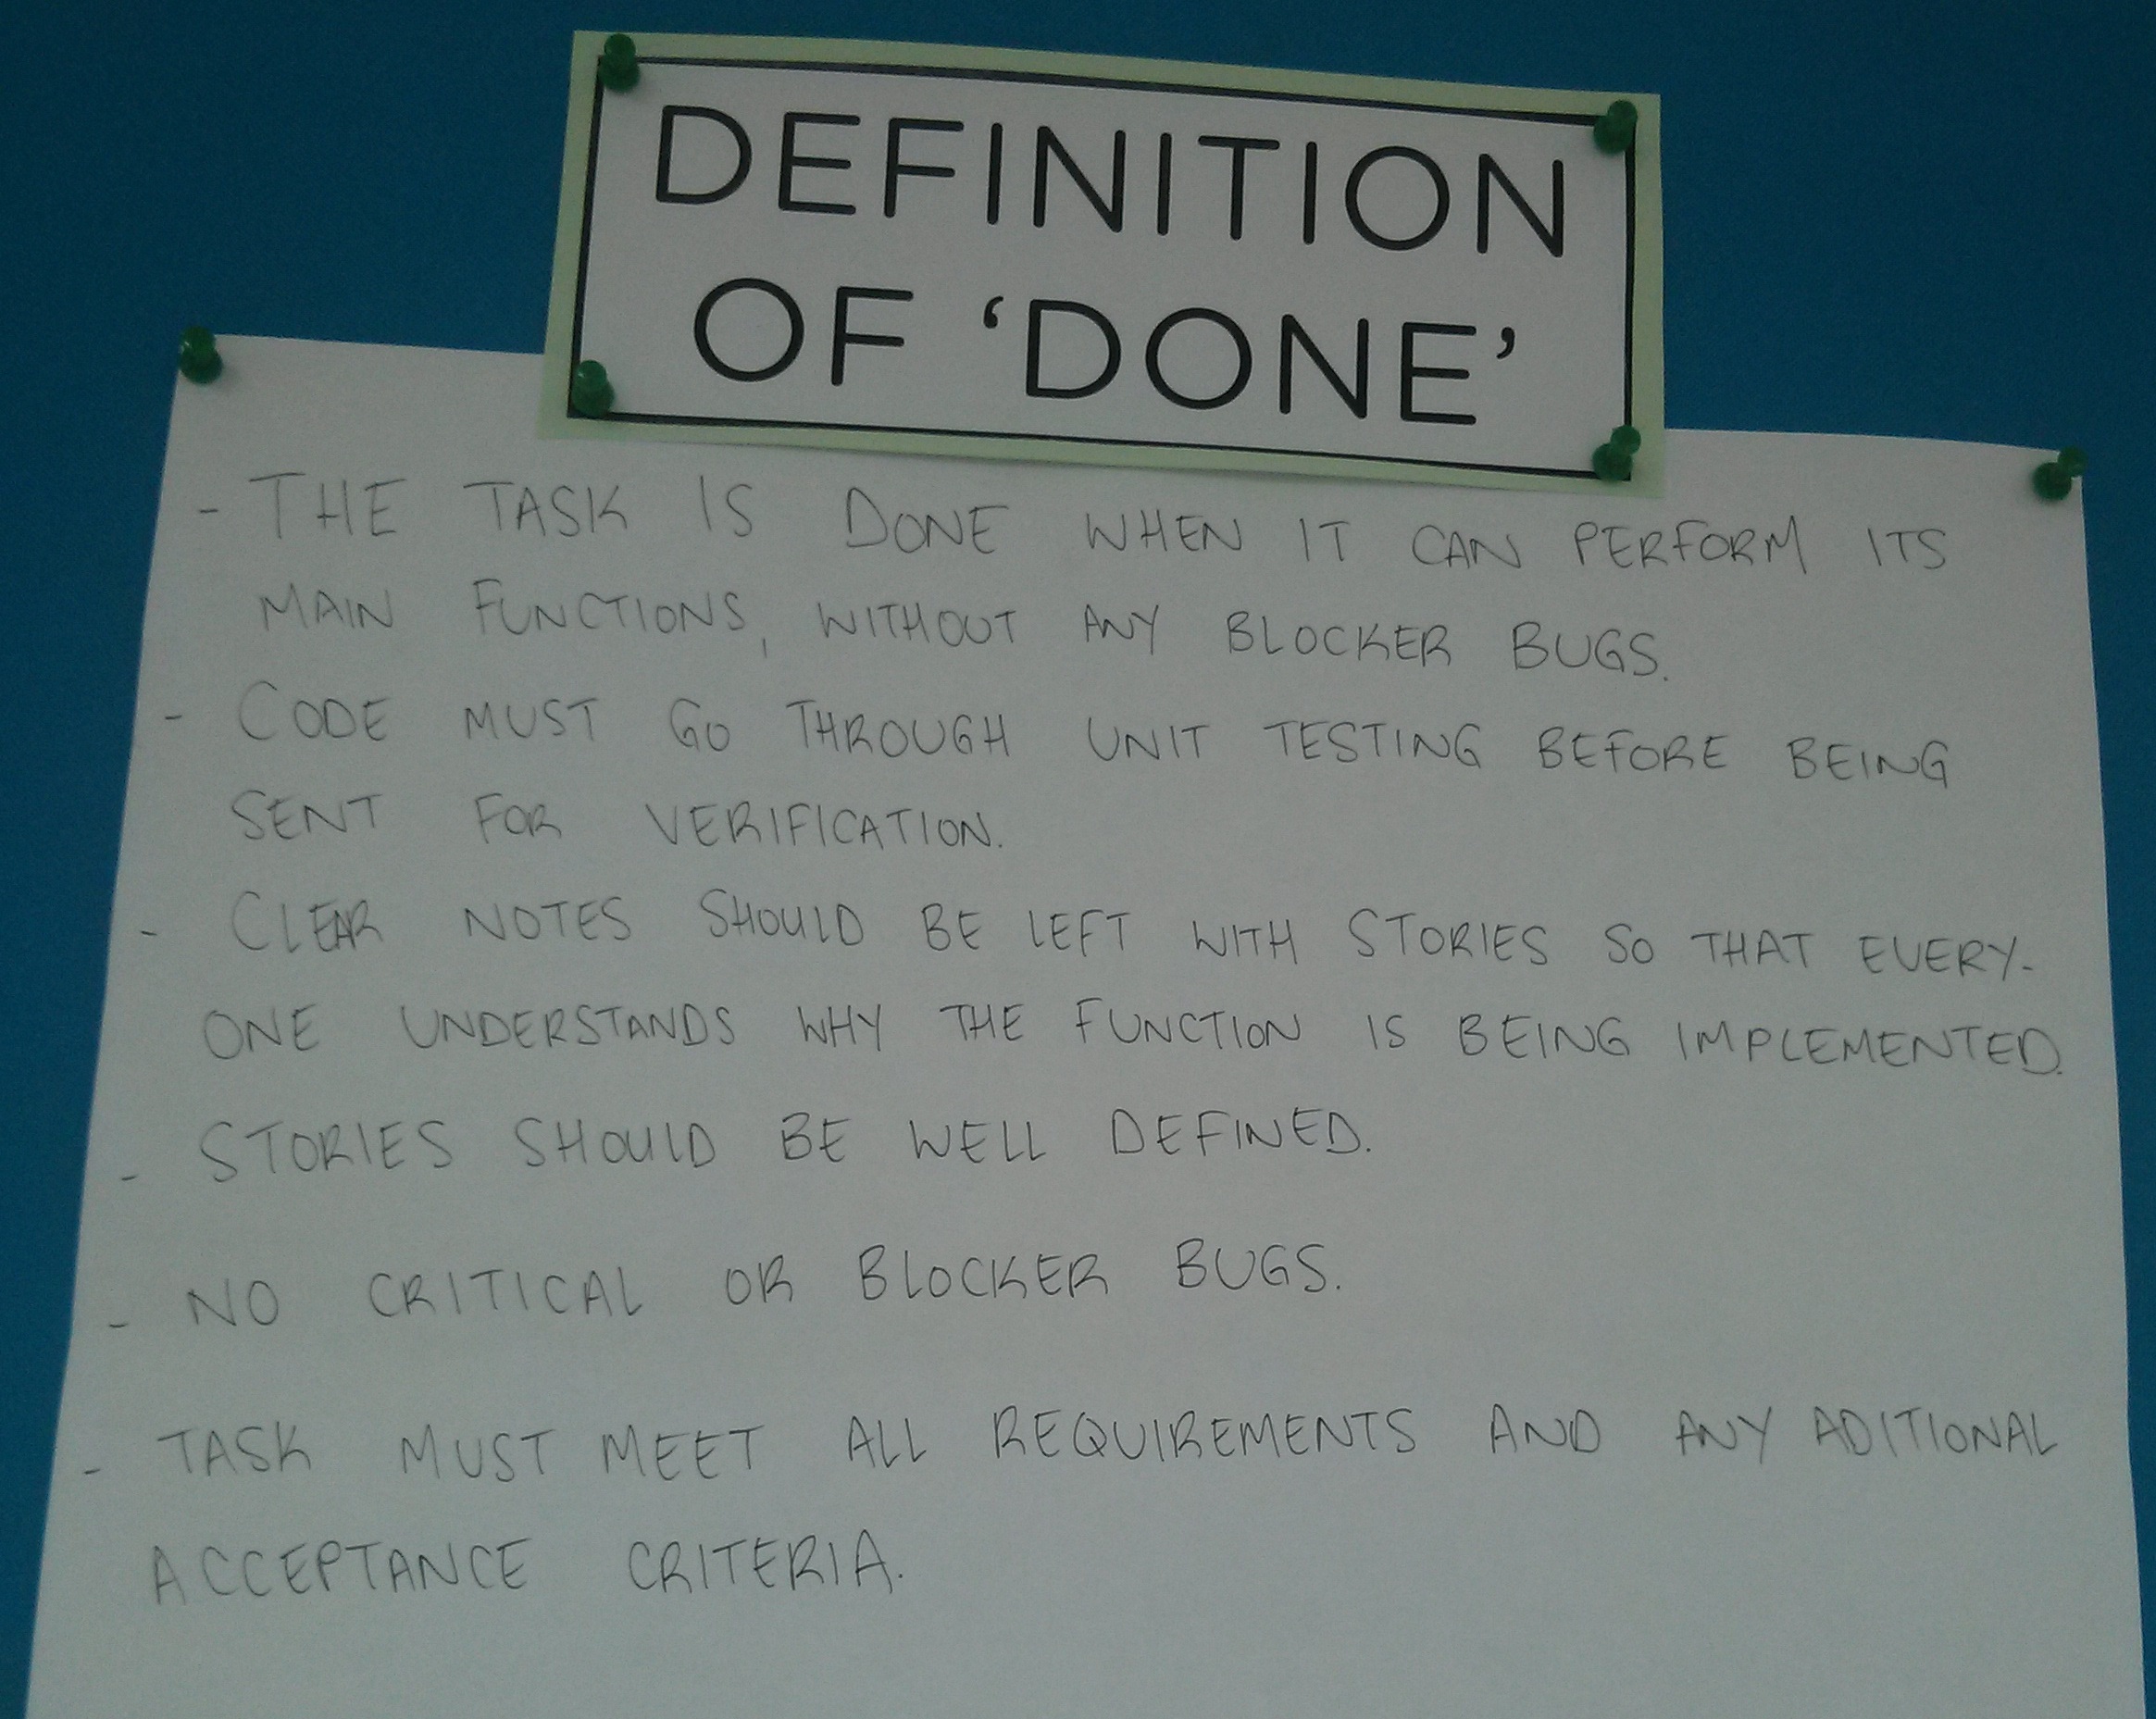 DEFINITION
OF ‘DONE’
- THE TASK IS DONE WHEN IT CAN PERFORM ITS
MAIN FUNCTIONS, WITHOUT ANY BLOCKER BUGS.
- CODE MUST GO THROUGH UNIT TESTING BEFORE BEING
SENT FOR VERIFICATION.
- CLEAR NOTES SHOULD BE LEFT WITH STORIES SO THAT EVERY-
ONE UNDERSTANDS WHY THE FUNCTION IS BEING IMPLEMENTED.
- STORIES SHOULD BE WELL DEFINED.
- NO CRITICAL OR BLOCKER BUGS.
- TASK MUST MEET ALL REQUIREMENTS AND ANY ADITIONAL
ACCEPTANCE CRITERIA.